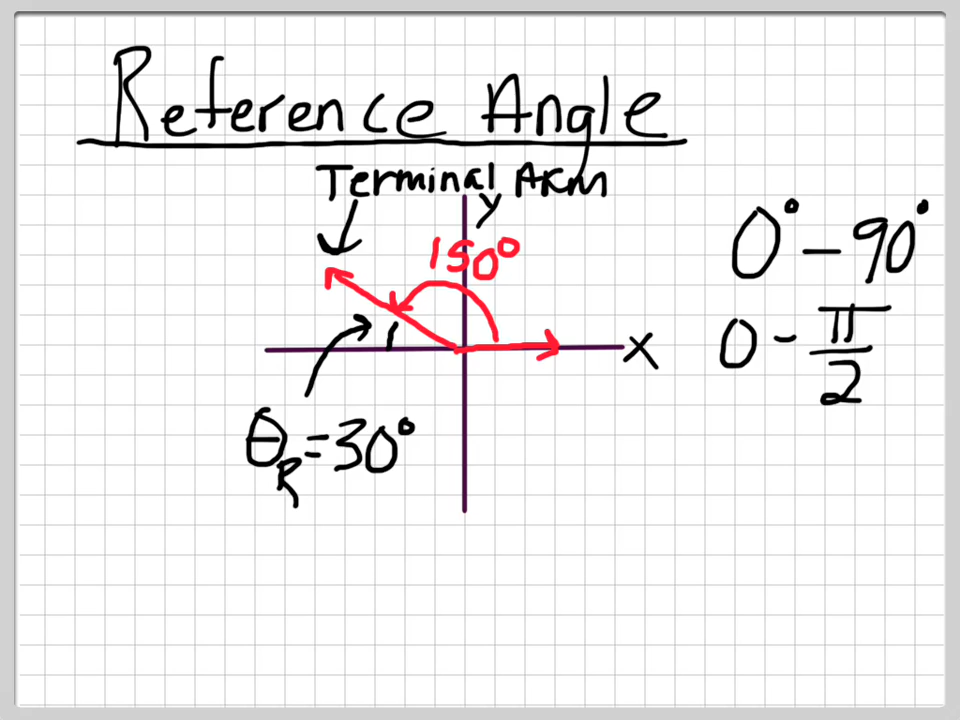 Reference Angle
Terminal Arm
y
150°
0° - 90°
x
0 - π/2
θR = 30°